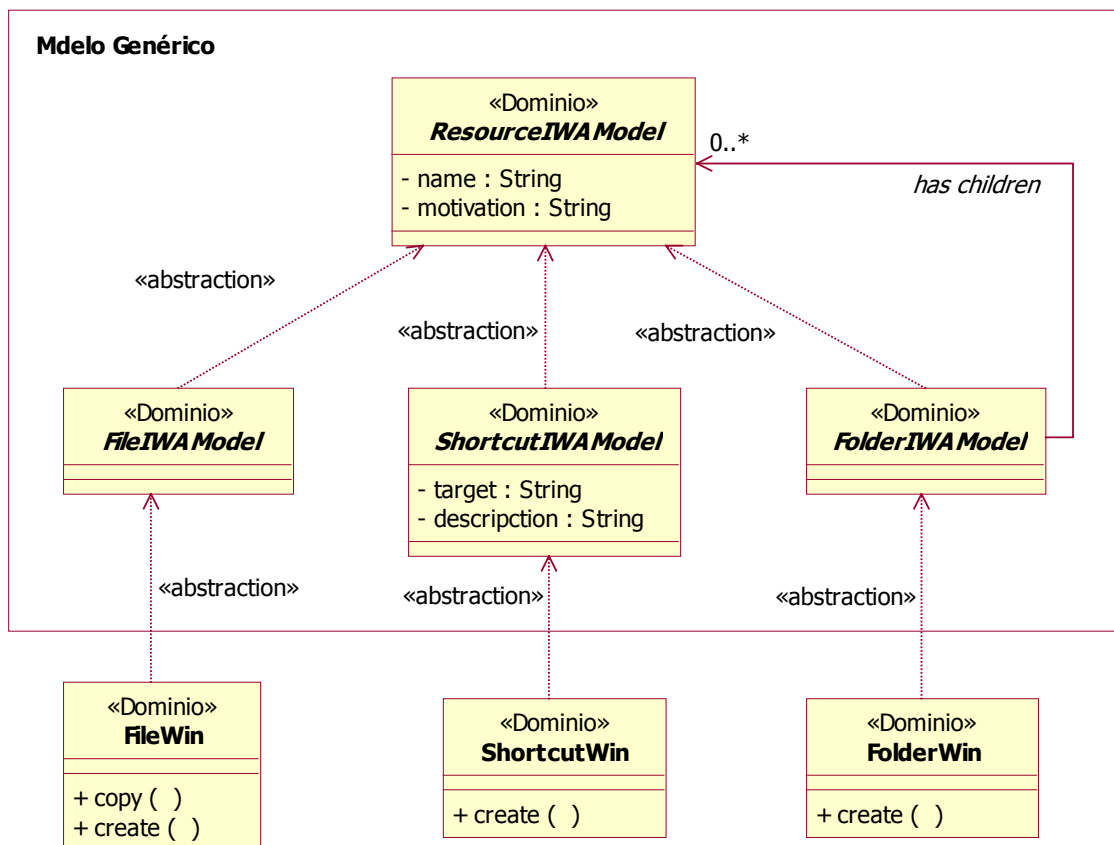 Mdelo Genérico
«Dominio»
ResourceIWAModel
- name : String
- motivation : String
0..*
has children
«abstraction»
«abstraction»
«abstraction»
«Dominio»
FileIWAModel
«Dominio»
ShortcutIWAModel
- target : String
- descripction : String
«Dominio»
FolderIWAModel
«abstraction»
«abstraction»
«abstraction»
«Dominio»
FileWin
+ copy ( )
+ create ( )
«Dominio»
ShortcutWin
+ create ( )
«Dominio»
FolderWin
+ create ( )